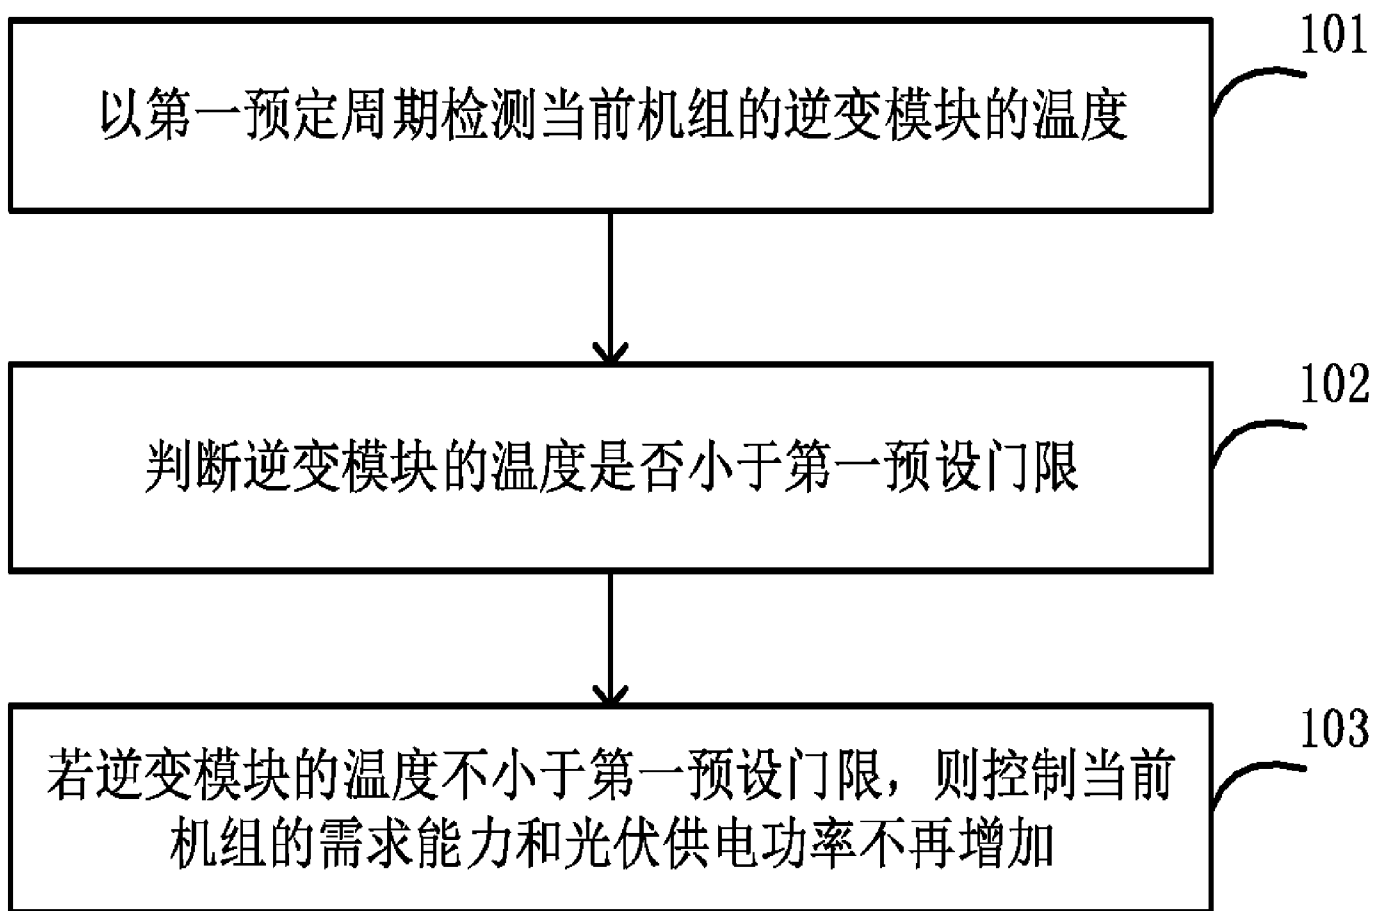 101
以第一预定周期检测当前机组的逆变模块的温度
102
判断逆变模块的温度是否小于第一预设门限
103
若逆变模块的温度不小于第一预设门限，则控制当前
机组的需求能力和光伏供电功率不再增加